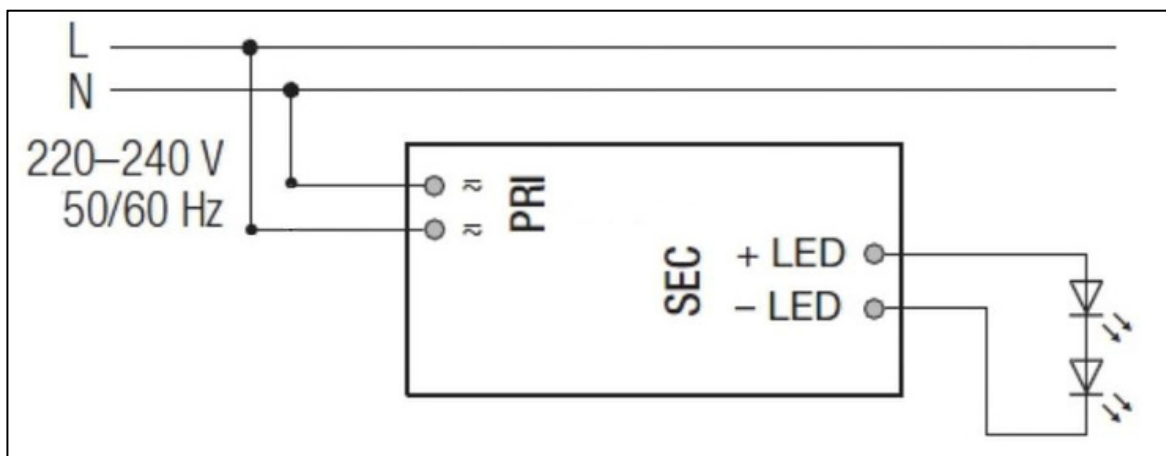 L
N
220–240 V
50/60 Hz
≈ PRI
≈
SEC + LED
– LED